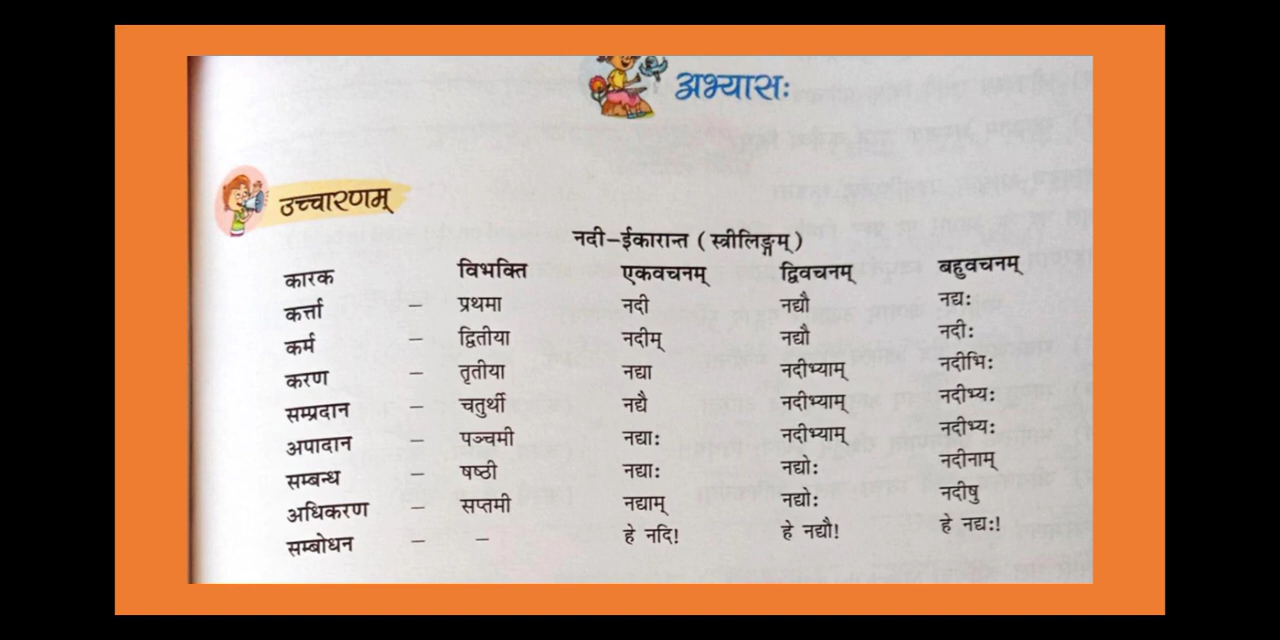 अभ्यासः
उच्चारणम्
नदी–ईकारान्त ( स्त्रीलिङ्गम् )
कारक विभक्ति एकवचनम् द्विवचनम् बहुवचनम्
कर्त्ता – प्रथमा नदी नद्यौ नद्यः
कर्म – द्वितीया नदीम् नद्यौ नदीः
करण – तृतीया नद्या नदीभ्याम् नदीभिः
सम्प्रदान – चतुर्थी नद्यै नदीभ्याम् नदीभ्यः
अपादान – पञ्चमी नद्याः नदीभ्याम् नदीभ्यः
सम्बन्ध – षष्ठी नद्याः नद्योः नदीनाम्
अधिकरण – सप्तमी नद्याम् नद्योः नदीषु
सम्बोधन – – हे नदि! हे नद्यौ! हे नद्यः!